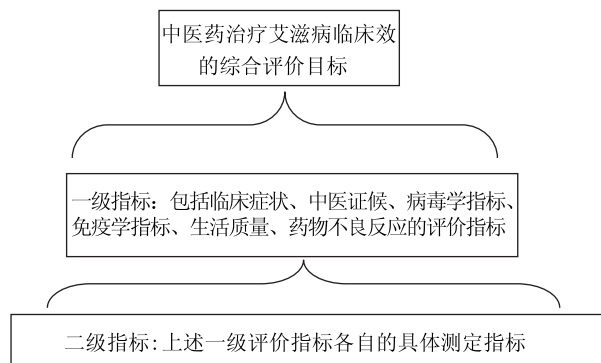 中医药治疗艾滋病临床效
的综合评价目标
一级指标：包括临床症状、中医证候、病毒学指标、
免疫学指标、生活质量、药物不良反应的评价指标
二级指标：上述一级评价指标各自的具体测定指标